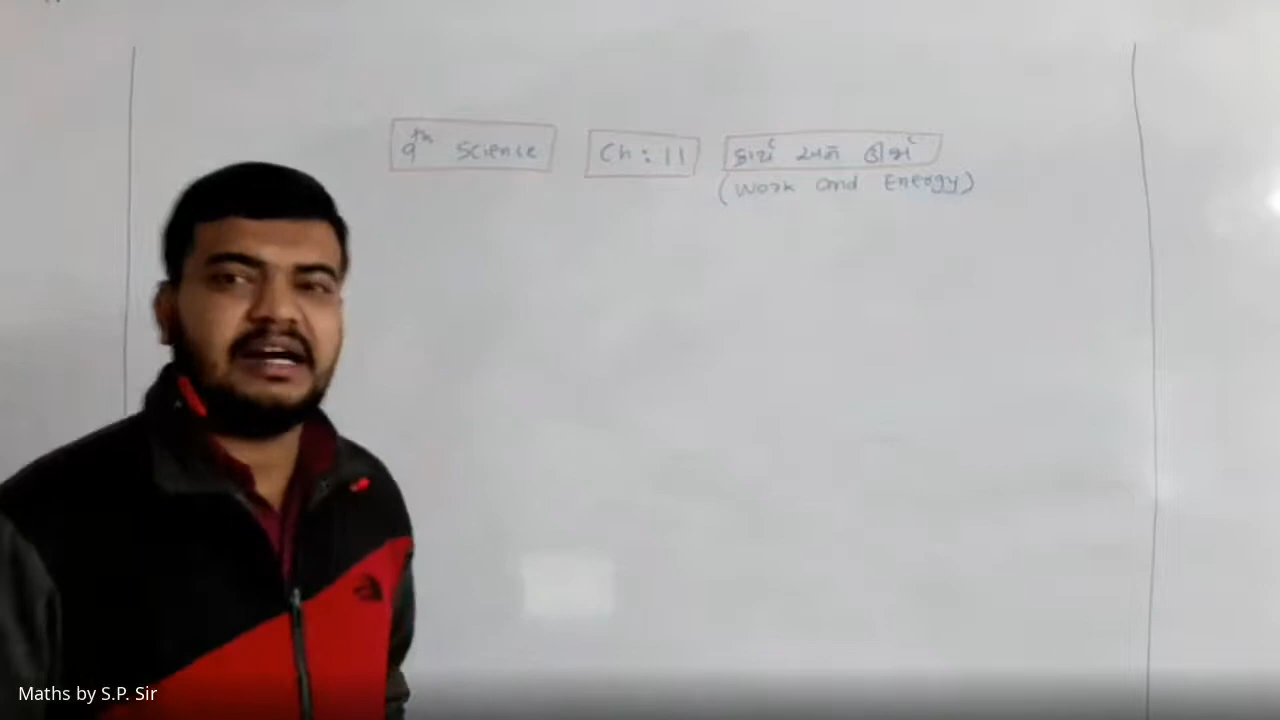 9th Science Ch : 11 કાર્ય અને ઊર્જા
(Work and Energy)
Maths by S.P. Sir